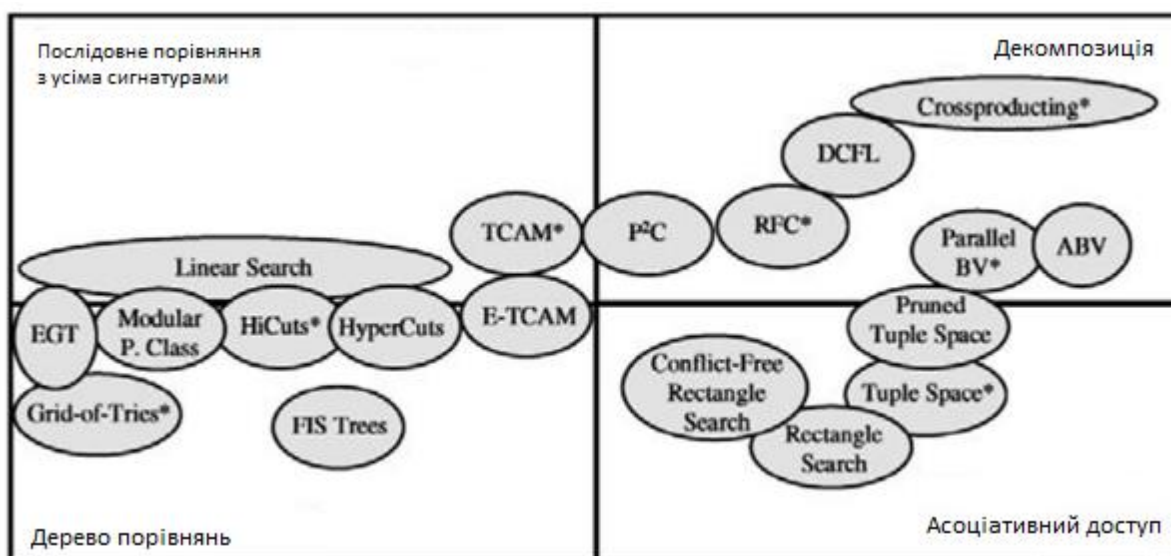 Послідовне порівняння
з усіма сигнатурами
Декомпозиція
Crossproducting*
DCFL
TCAM*
P²C
RFC*
Parallel
BV*
ABV
Linear Search
EGT
Modular
P. Class
HiCuts*
HyperCuts
E-TCAM
Pruned
Tuple Space
Conflict-Free
Rectangle
Search
Tuple Space*
Grid-of-Tries*
FIS Trees
Rectangle
Search
Дерево порівнянь
Асоціативний доступ